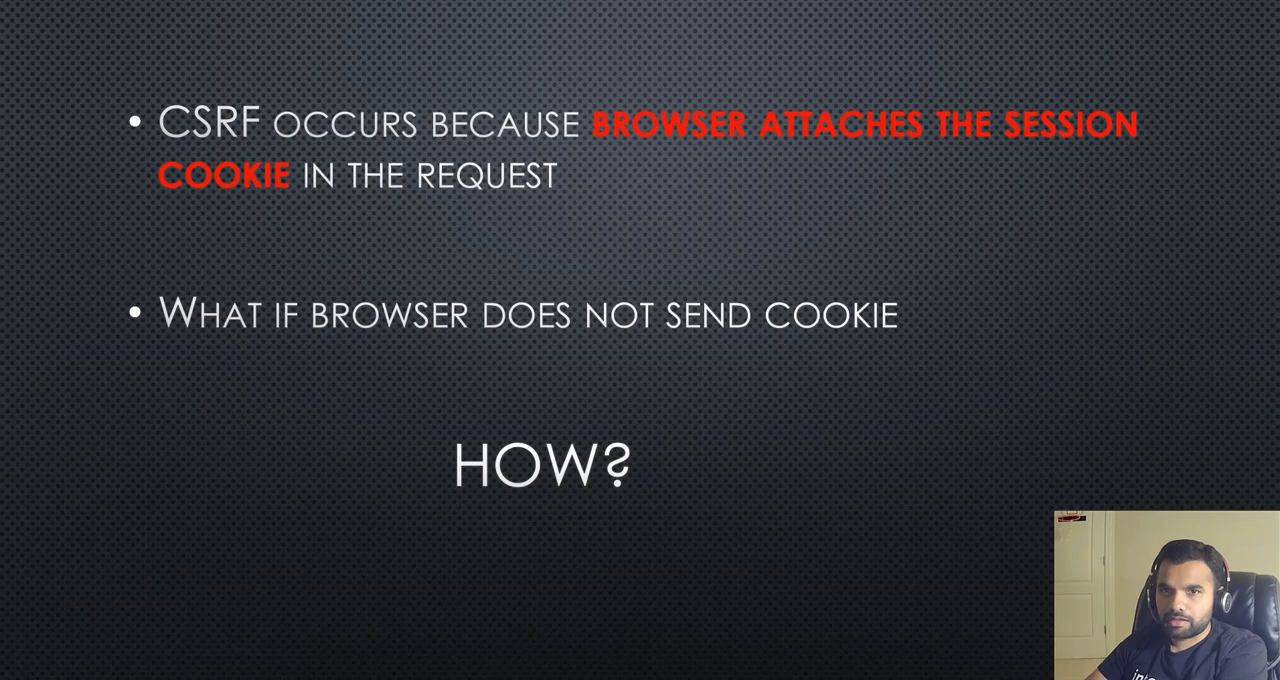 • CSRF OCCURS BECAUSE BROWSER ATTACHES THE SESSION
COOKIE IN THE REQUEST
• WHAT IF BROWSER DOES NOT SEND COOKIE
HOW?